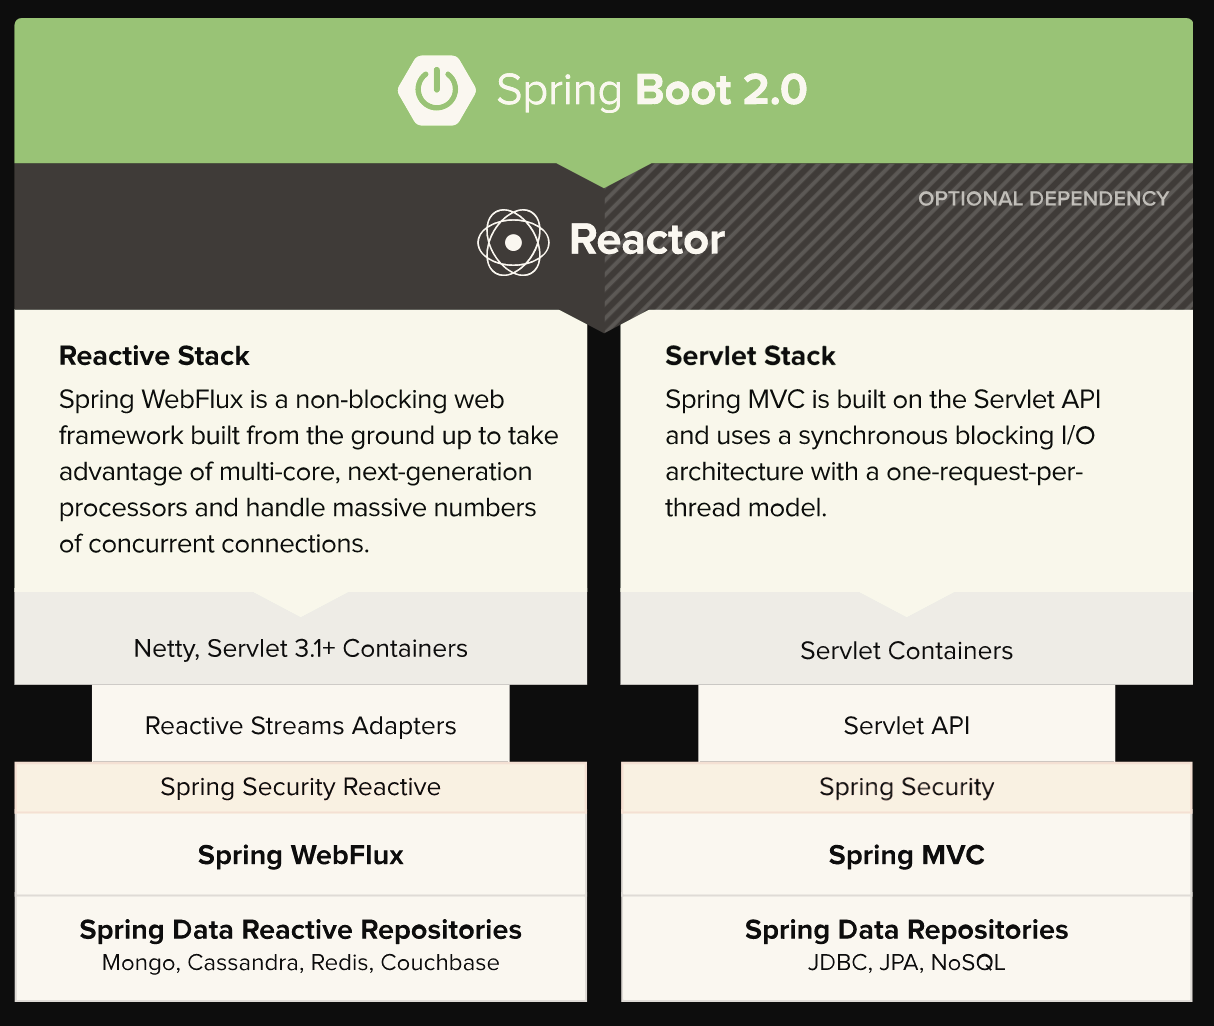 Spring Boot 2.0
OPTIONAL DEPENDENCY
Reactor
Reactive Stack
Spring WebFlux is a non-blocking web
framework built from the ground up to take
advantage of multi-core, next-generation
processors and handle massive numbers
of concurrent connections.
Netty, Servlet 3.1+ Containers
Reactive Streams Adapters
Spring Security Reactive
Spring WebFlux
Spring Data Reactive Repositories
Mongo, Cassandra, Redis, Couchbase
Servlet Stack
Spring MVC is built on the Servlet API
and uses a synchronous blocking I/O
architecture with a one-request-per-
thread model.
Servlet Containers
Servlet API
Spring Security
Spring MVC
Spring Data Repositories
JDBC, JPA, NoSQL